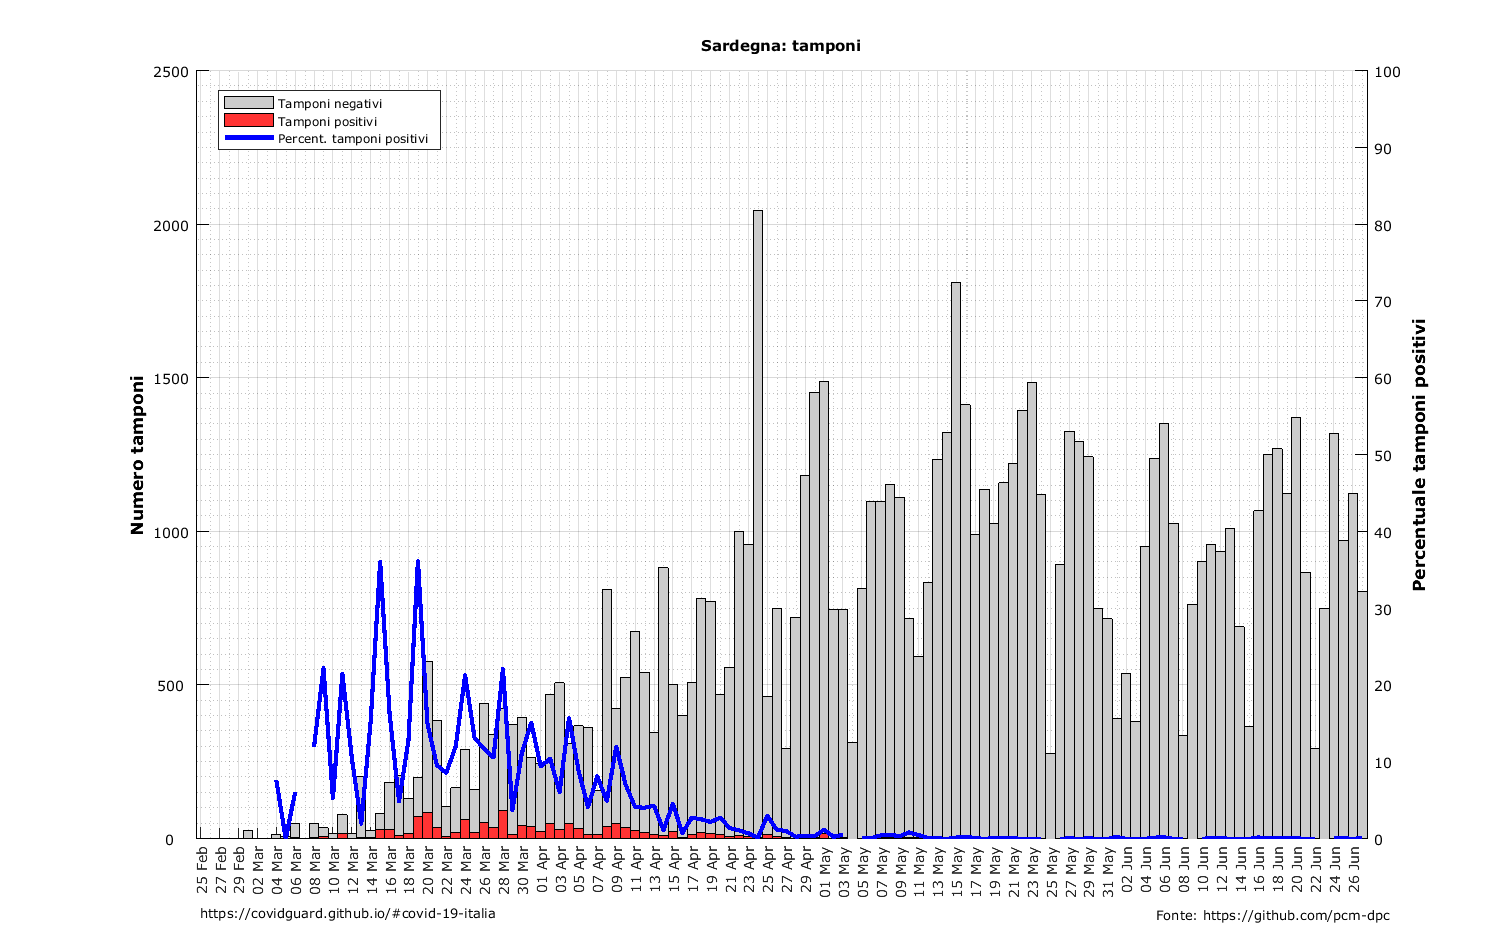 Sardegna: tamponi
2500
2000
1500
1000
500
0
Numero tamponi
Tamponi negativi
Tamponi positivi
Percent. tamponi positivi
100
90
80
70
60
50
40
30
20
10
0
Percentuale tamponi positivi
25 Feb
27 Feb
29 Feb
02 Mar
04 Mar
06 Mar
08 Mar
10 Mar
12 Mar
14 Mar
16 Mar
18 Mar
20 Mar
22 Mar
24 Mar
26 Mar
28 Mar
30 Mar
01 Apr
03 Apr
05 Apr
07 Apr
09 Apr
11 Apr
13 Apr
15 Apr
17 Apr
19 Apr
21 Apr
23 Apr
25 Apr
27 Apr
29 Apr
01 May
03 May
05 May
07 May
09 May
11 May
13 May
15 May
17 May
19 May
21 May
23 May
25 May
27 May
29 May
31 May
02 Jun
04 Jun
06 Jun
08 Jun
10 Jun
12 Jun
14 Jun
16 Jun
18 Jun
20 Jun
22 Jun
24 Jun
26 Jun
https://covidguard.github.io/#covid-19-italia
Fonte: https://github.com/pcm-dpc